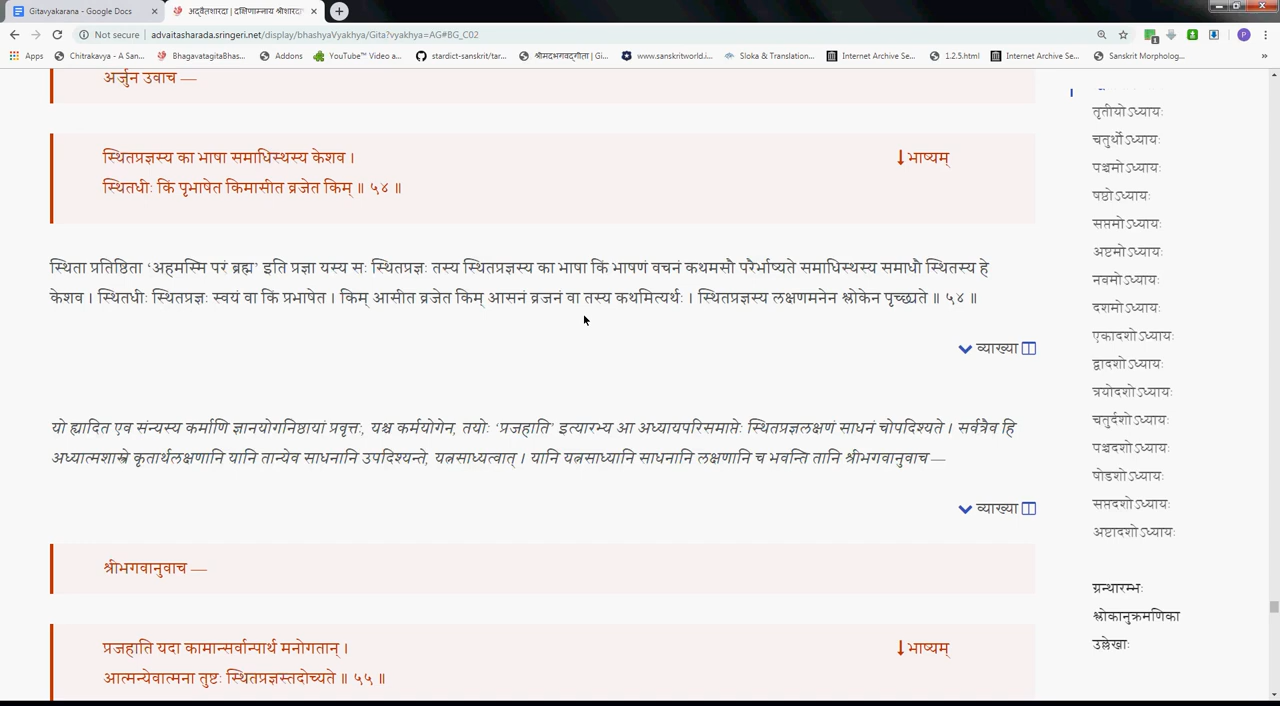 Gitavyakarana - Google Docs
अद्वैतशारदा | दक्षिणाम्नाय श्रीशारदा
Not secure | advaitasharada.sringeri.net/display/bhashyaVyakhya/Gita?vyakhya=AG#BG_C02
Apps Chitrakavya - A San... BhagavatagitaBhas... Addons YouTube™ Video a... stardict-sanskrit/tar... श्रीमद्भगवद्गीता | Gi... www.sanskritworld.i... Sloka & Translation... Internet Archive Se... 1.2.5.html Internet Archive Se... Sanskrit Morpholog...
अर्जुन उवाच —
स्थितप्रज्ञस्य का भाषा समाधिस्थस्य केशव ।
↓भाष्यम्
स्थितधीः किं प्रभाषेत किमासीत व्रजेत किम् ॥ ५४ ॥
स्थिता प्रतिष्ठिता ‘अहमस्मि परं ब्रह्म’ इति प्रज्ञा यस्य सः स्थितप्रज्ञः तस्य स्थितप्रज्ञस्य का भाषा किं भाषणं वचनं कथमसौ परैर्भाष्यते समाधिस्थस्य समाधौ स्थितस्य हे
केशव । स्थितधीः स्थितप्रज्ञः स्वयं वा किं प्रभाषेत । किम् आसीत व्रजेत किम् आसनं व्रजनं वा तस्य कथमित्यर्थः । स्थितप्रज्ञस्य लक्षणमनेन श्लोकेन पृच्छ्यते ॥ ५४ ॥
व्याख्या
यो ह्यादित एव संन्यस्य कर्माणि ज्ञानयोगनिष्ठायां प्रवृत्तः, यश्च कर्मयोगेन, तयोः ‘प्रजहाति’ इत्यारभ्य आ अध्यायपरिसमाप्तेः स्थितप्रज्ञलक्षणं साधनं चोपदिश्यते । सर्वत्रैव हि
अध्यात्मशास्त्रे कृतार्थलक्षणानि यानि तान्येव साधनानि उपदिश्यन्ते, यत्नसाध्यत्वात् । यानि यत्नसाध्यानि साधनानि लक्षणानि च भवन्ति तानि श्रीभगवानुवाच —
व्याख्या
श्रीभगवानुवाच —
प्रजहाति यदा कामान्सर्वान्पार्थ मनोगतान् ।
↓भाष्यम्
आत्मन्येवात्मना तुष्टः स्थितप्रज्ञस्तदोच्यते ॥ ५५ ॥
तृतीयोऽध्यायः
चतुर्थोऽध्यायः
पञ्चमोऽध्यायः
षष्ठोऽध्यायः
सप्तमोऽध्यायः
अष्टमोऽध्यायः
नवमोऽध्यायः
दशमोऽध्यायः
एकादशोऽध्यायः
द्वादशोऽध्यायः
त्रयोदशोऽध्यायः
चतुर्दशोऽध्यायः
पञ्चदशोऽध्यायः
षोडशोऽध्यायः
सप्तदशोऽध्यायः
अष्टादशोऽध्यायः
ग्रन्थारम्भः
श्लोकानुक्रमणिका
उल्लेखाः